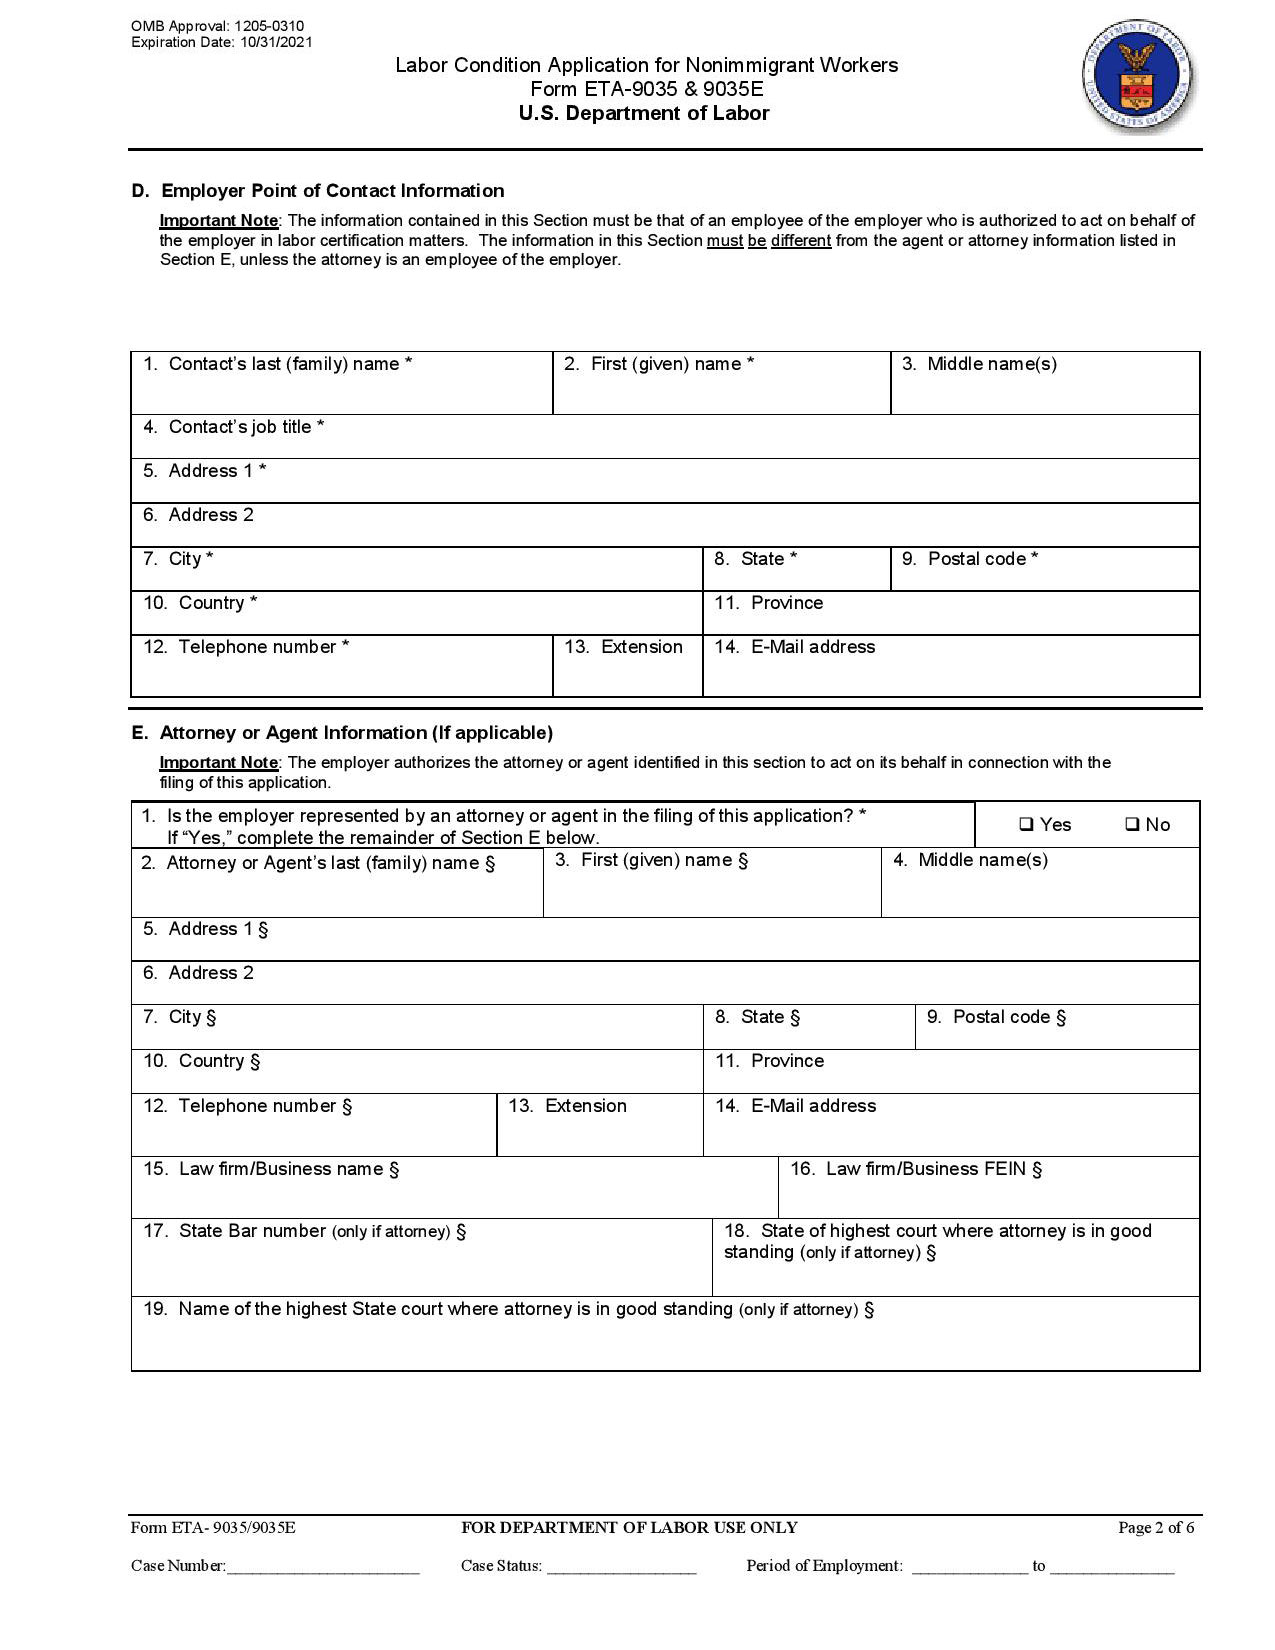 OMB Approval: 1205-0310
Expiration Date: 10/31/2021
Labor Condition Application for Nonimmigrant Workers
Form ETA-9035 & 9035E
U.S. Department of Labor
DEPARTMENT OF LABOR
UNITED STATES OF AMERICA
D. Employer Point of Contact Information
Important Note: The information contained in this Section must be that of an employee of the employer who is authorized to act on behalf of
the employer in labor certification matters. The information in this Section must be different from the agent or attorney information listed in
Section E, unless the attorney is an employee of the employer.
1. Contact's last (family) name *
2. First (given) name *
3. Middle name(s)
4. Contact's job title *
5. Address 1 *
6. Address 2
7. City *
8. State *
9. Postal code *
10. Country *
11. Province
12. Telephone number *
13. Extension
14. E-Mail address
E. Attorney or Agent Information (If applicable)
Important Note: The employer authorizes the attorney or agent identified in this section to act on its behalf in connection with the
filing of this application.
1. Is the employer represented by an attorney or agent in the filing of this application? *
If “Yes,” complete the remainder of Section E below.
❑ Yes ❑ No
2. Attorney or Agent's last (family) name §
3. First (given) name §
4. Middle name(s)
5. Address 1 §
6. Address 2
7. City §
8. State §
9. Postal code §
10. Country §
11. Province
12. Telephone number §
13. Extension
14. E-Mail address
15. Law firm/Business name §
16. Law firm/Business FEIN §
17. State Bar number (only if attorney) §
18. State of highest court where attorney is in good
standing (only if attorney) §
19. Name of the highest State court where attorney is in good standing (only if attorney) §
Form ETA- 9035/9035E FOR DEPARTMENT OF LABOR USE ONLY Page 2 of 6
Case Number:_______________________ Case Status: __________________ Period of Employment: ______________ to _______________